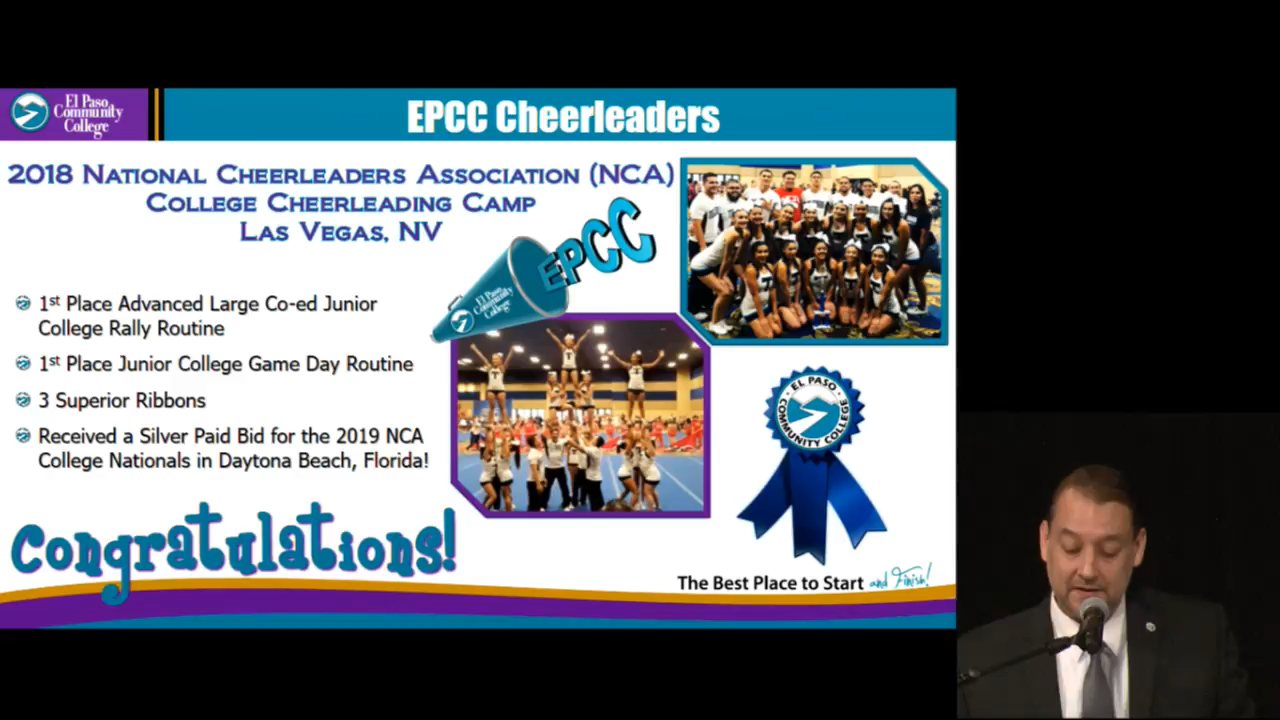 El Paso
Community
College
EPCC Cheerleaders
2018 National Cheerleaders Association (NCA)
College Cheerleading Camp
Las Vegas, NV
EPCC
El Paso
Community
College
1st Place Advanced Large Co-ed Junior
College Rally Routine
1st Place Junior College Game Day Routine
3 Superior Ribbons
Received a Silver Paid Bid for the 2019 NCA
College Nationals in Daytona Beach, Florida!
EL PASO
COMMUNITY COLLEGE
Congratulations!
The Best Place to Start and Finish!